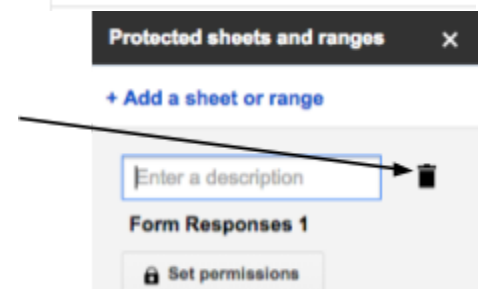 Protected sheets and ranges ×
+ Add a sheet or range
Enter a description
Form Responses 1
Set permissions